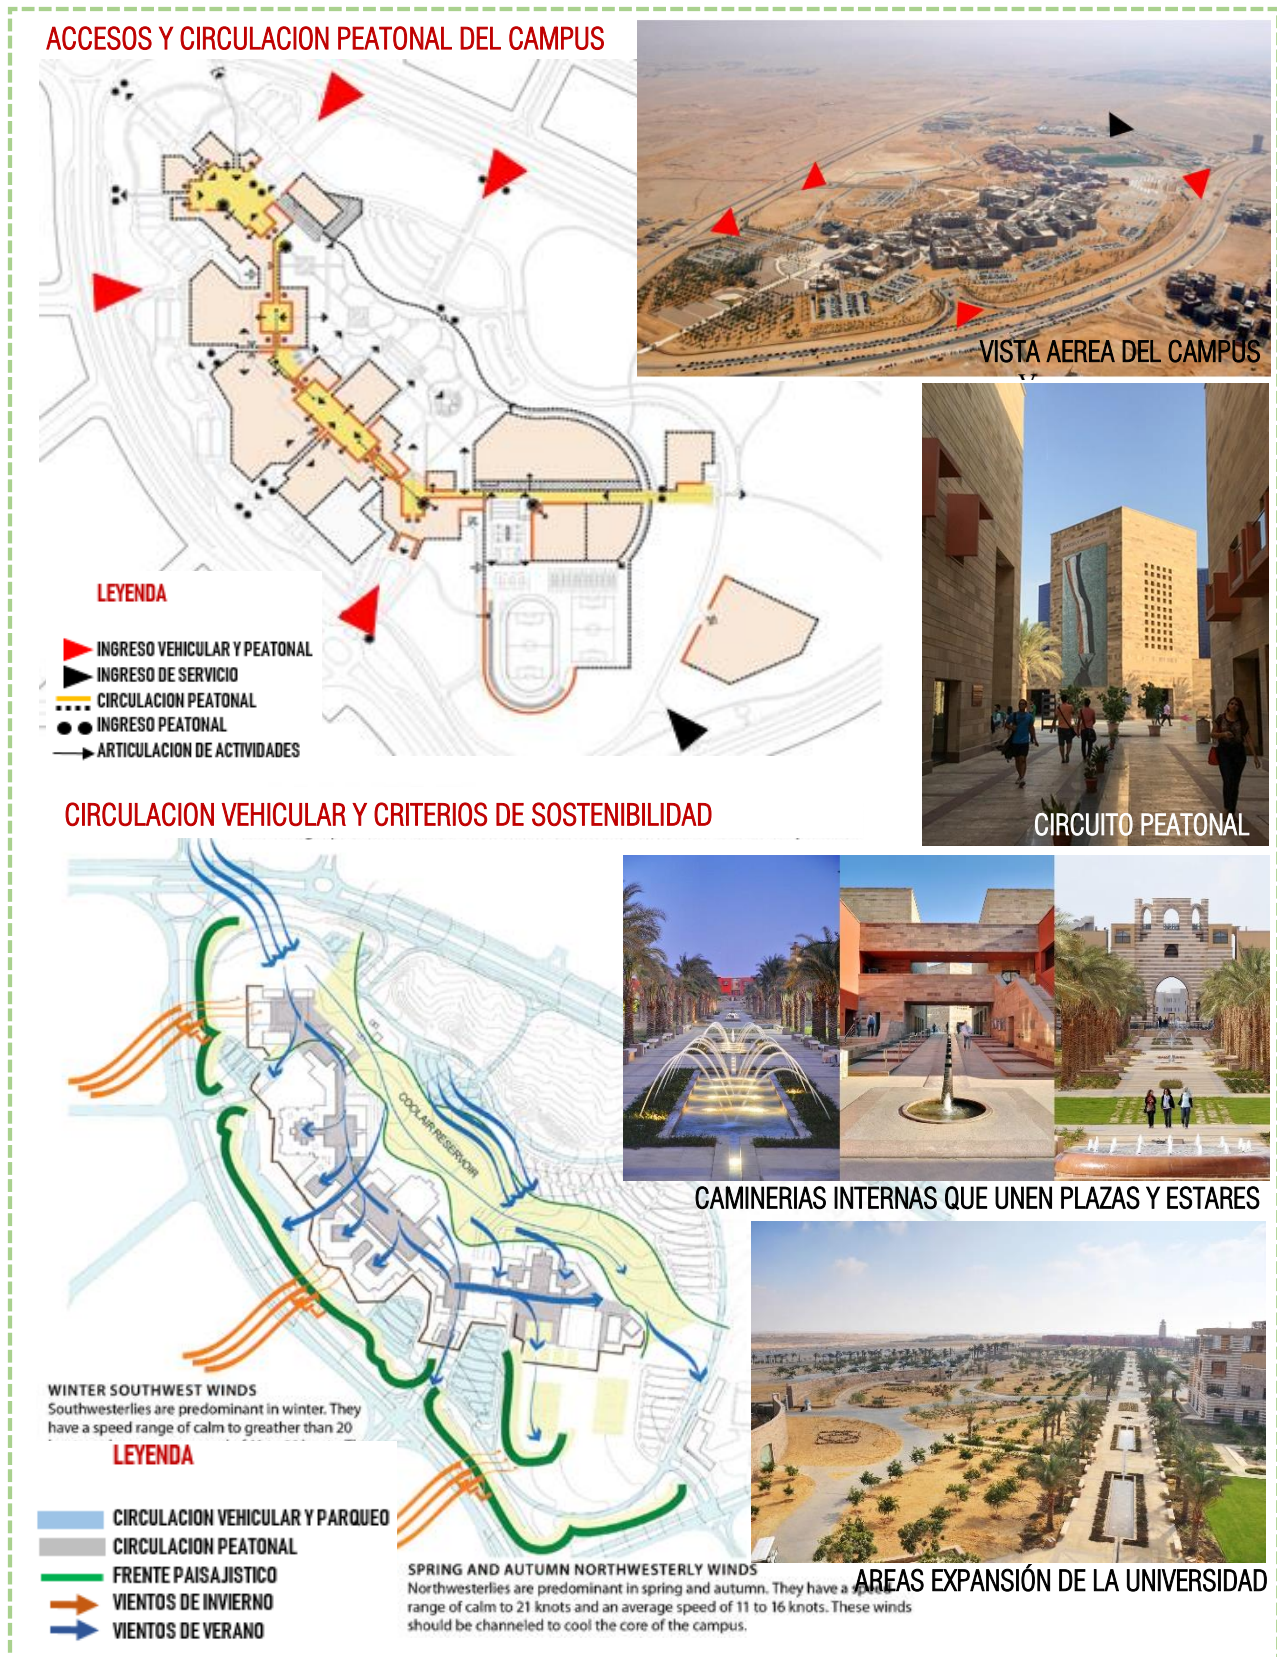 ACCESOS Y CIRCULACION PEATONAL DEL CAMPUS
VISTA AEREA DEL CAMPUS
LEYENDA
INGRESO VEHICULAR Y PEATONAL
INGRESO DE SERVICIO
CIRCULACION PEATONAL
INGRESO PEATONAL
ARTICULACION DE ACTIVIDADES
CIRCUITO PEATONAL
CIRCULACION VEHICULAR Y CRITERIOS DE SOSTENIBILIDAD
COOL AIR RESERVOIR
CAMINERIAS INTERNAS QUE UNEN PLAZAS Y ESTARES
WINTER SOUTHWEST WINDS
Southwesterlies are predominant in winter. They
have a speed range of calm to greather than 20
LEYENDA
CIRCULACION VEHICULAR Y PARQUEO
CIRCULACION PEATONAL
FRENTE PAISAJISTICO
VIENTOS DE INVIERNO
VIENTOS DE VERANO
SPRING AND AUTUMN NORTHWESTERLY WINDS
Northwesterlies are predominant in spring and autumn. They have a speed
range of calm to 21 knots and an average speed of 11 to 16 knots. These winds
should be channeled to cool the core of the campus.
AREAS EXPANSIÓN DE LA UNIVERSIDAD